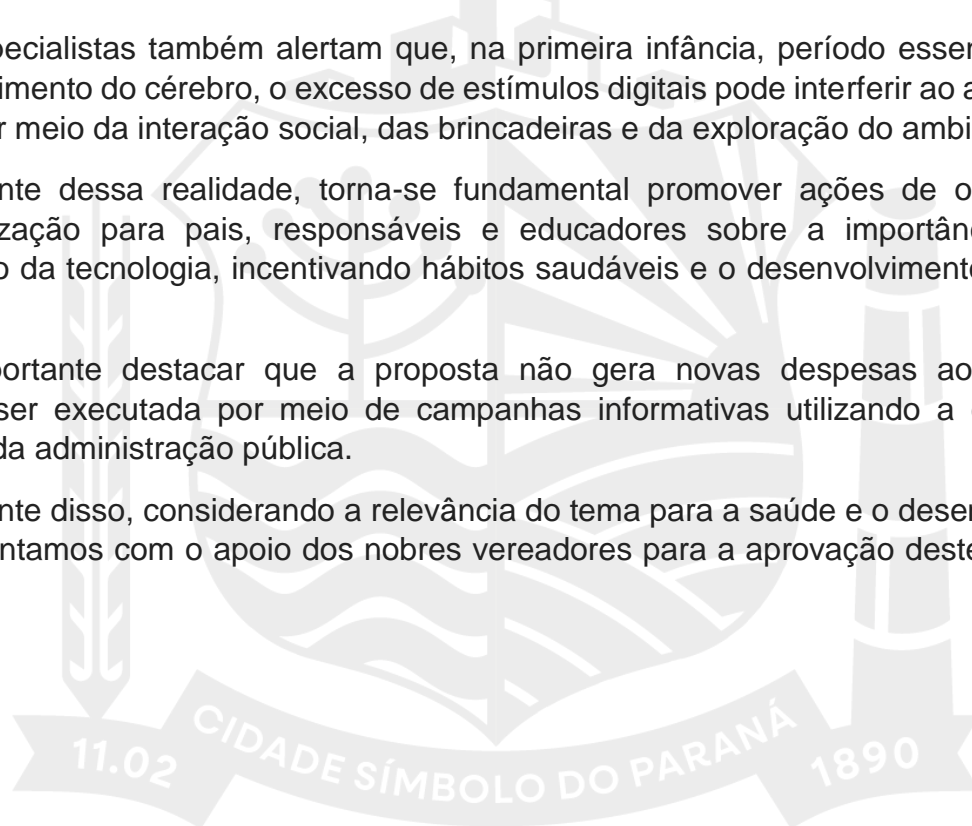 pecialistas também alertam que, na primeira infância, período essen
imento do cérebro, o excesso de estímulos digitais pode interferir ao a
r meio da interação social, das brincadeiras e da exploração do ambi
nte dessa realidade, torna-se fundamental promover ações de o
zação para pais, responsáveis e educadores sobre a importânc
o da tecnologia, incentivando hábitos saudáveis e o desenvolvimento
portante destacar que a proposta não gera novas despesas ao
ser executada por meio de campanhas informativas utilizando a
da administração pública.
nte disso, considerando a relevância do tema para a saúde e o desen
ntamos com o apoio dos nobres vereadores para a aprovação deste
11.02 CIDADE SÍMBOLO DO PARANÁ 1890